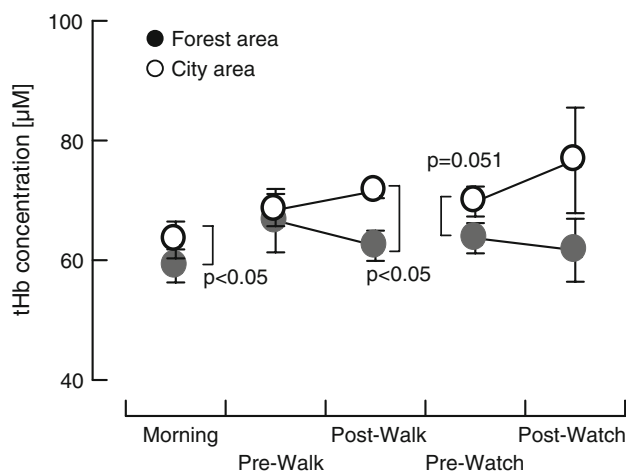 100
Forest area
City area
80
60
40
tHb concentration [µM]
p=0.051
p<0.05
p<0.05
Morning
Post-Walk
Post-Watch
Pre-Walk
Pre-Watch